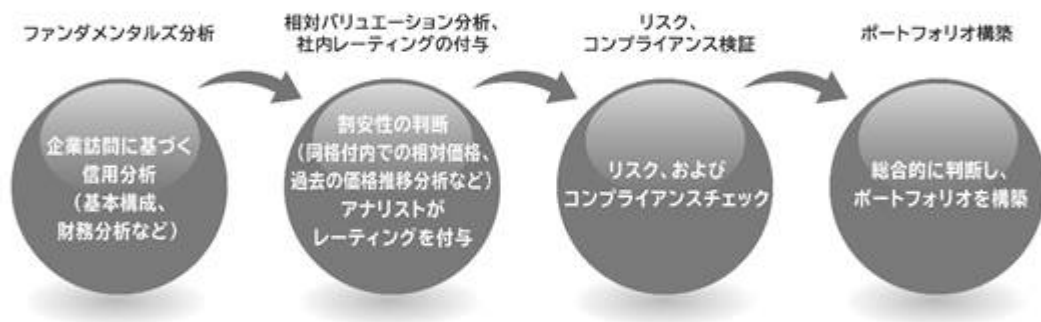 ファンダメンタルズ分析
企業訪問に基づく
信用分析
(基本構成、
財務分析など)
相対バリュエーション分析、
社内レーティングの付与
割安性の判断
(同格付内での相対価格、
過去の価格推移分析など)
アナリストが
レーティングを付与
リスク、
コンプライアンス検証
リスク、および
コンプライアンスチェック
ポートフォリオ構築
総合的に判断し、
ポートフォリオを構築